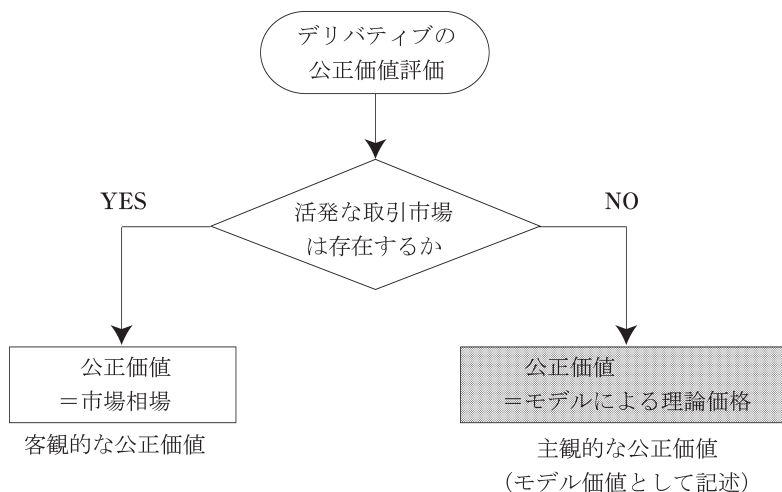 デリバティブの
公正価値評価
YES
活発な取引市場
は存在するか
NO
公正価値
＝市場相場
客観的な公正価値
公正価値
＝モデルによる理論価格
主観的な公正価値
（モデル価値として記述）